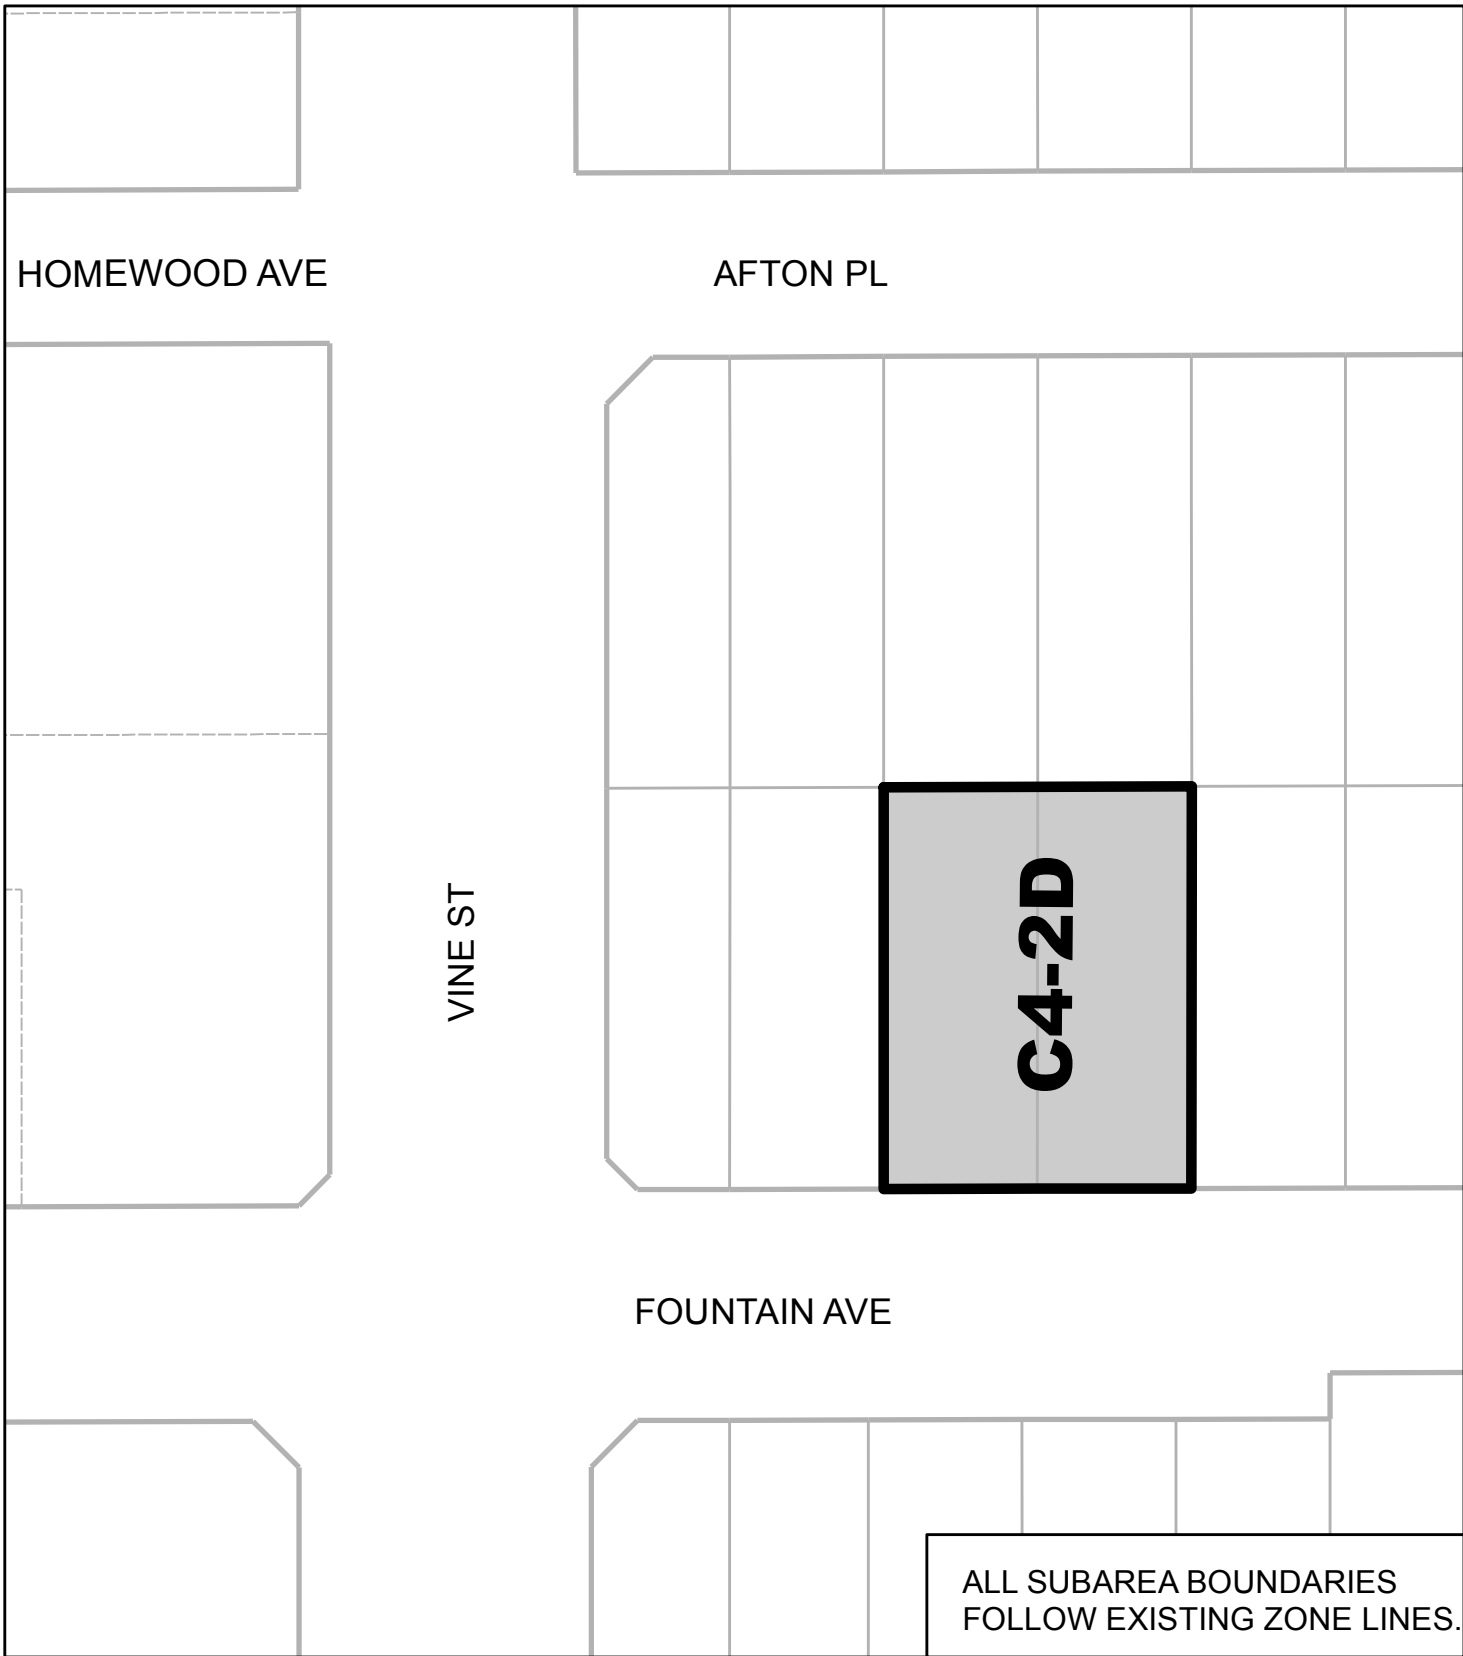 HOMEWOOD AVE
AFTON PL
VINE ST
C4-2D
FOUNTAIN AVE
ALL SUBAREA BOUNDARIES
FOLLOW EXISTING ZONE LINES.